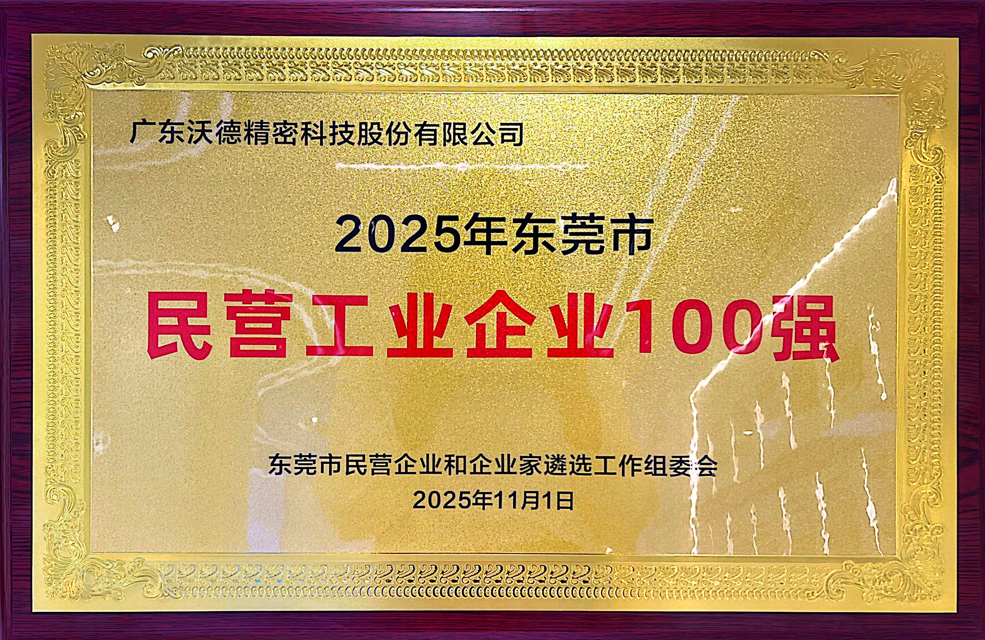 广东沃德精密科技股份有限公司
2025年东莞市
民营工业企业100强
东莞市民营企业和企业家遴选工作组委会
2025年11月1日